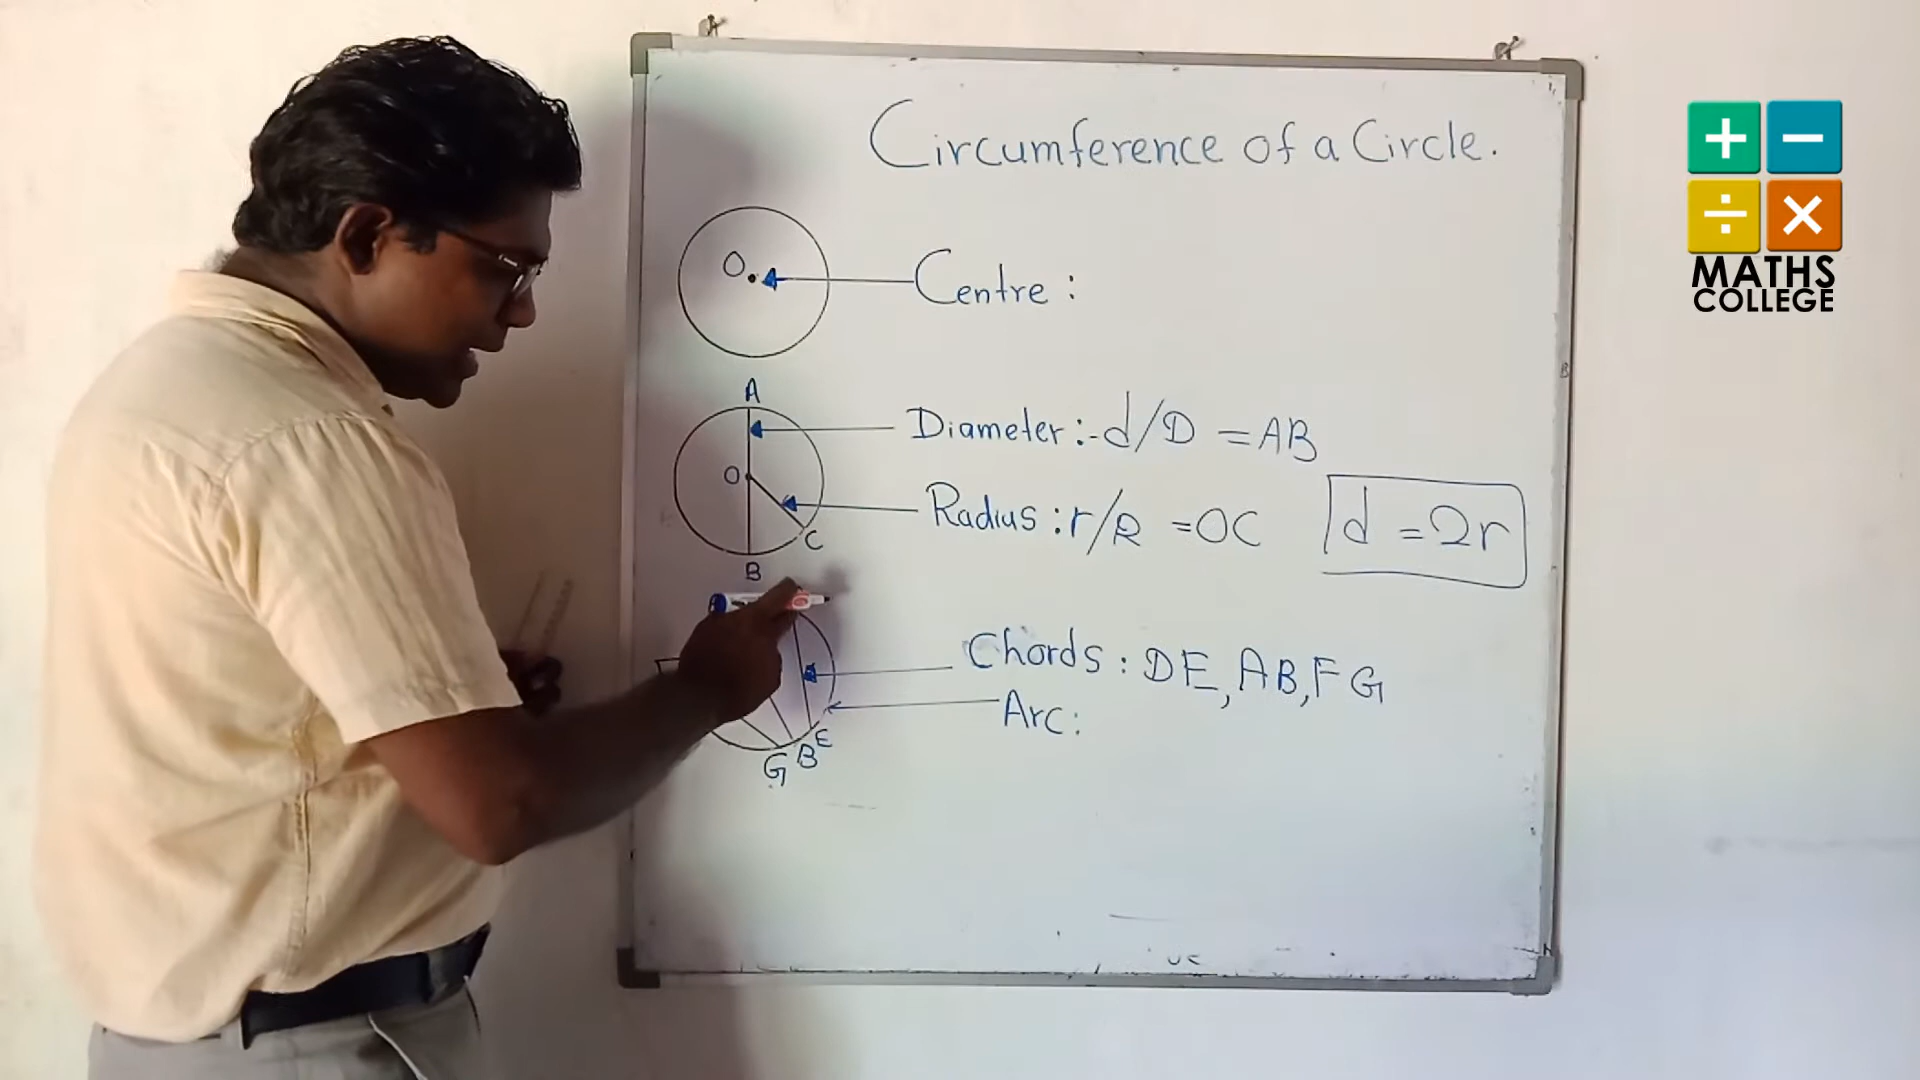 Circumference of a Circle.
O
Centre :
A
Diameter :- d/D = AB
O
Radius : r/R = OC
d = 2r
C
B
Chords : DE, AB, FG
Arc :
E
B
G
+ −
÷ ×
MATHS
COLLEGE